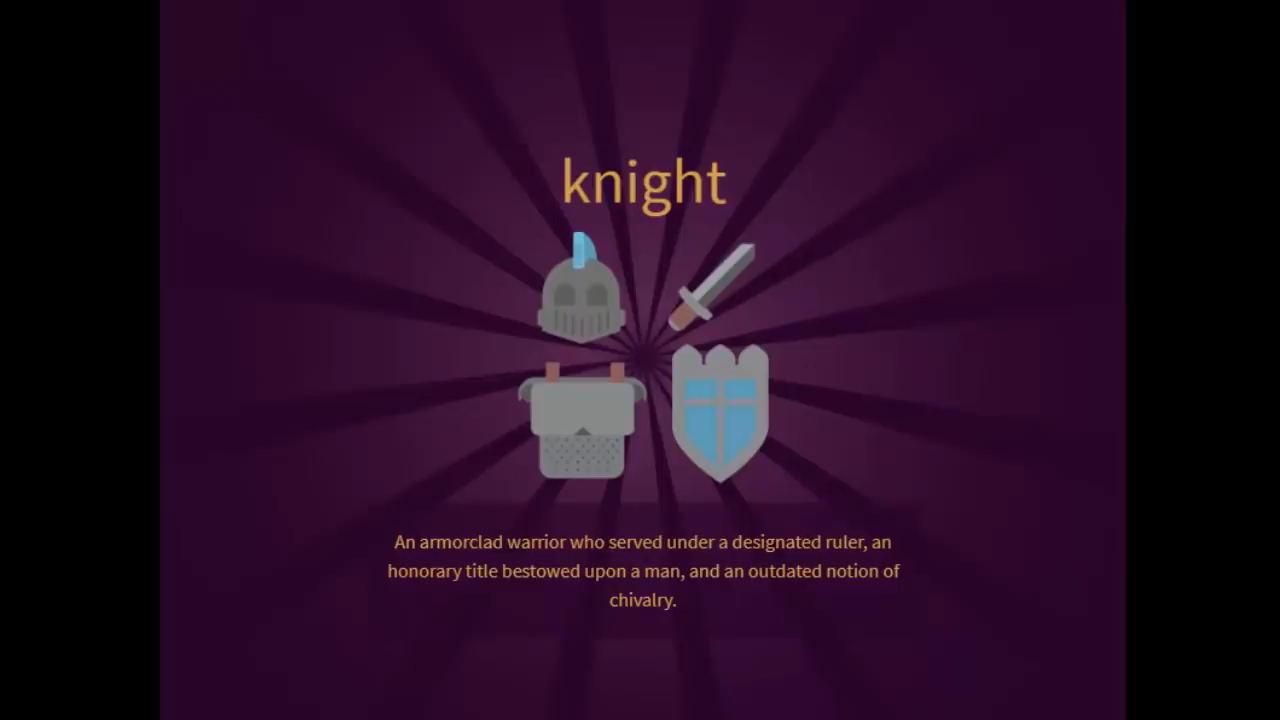 knight
An armorclad warrior who served under a designated ruler, an
honorary title bestowed upon a man, and an outdated notion of
chivalry.